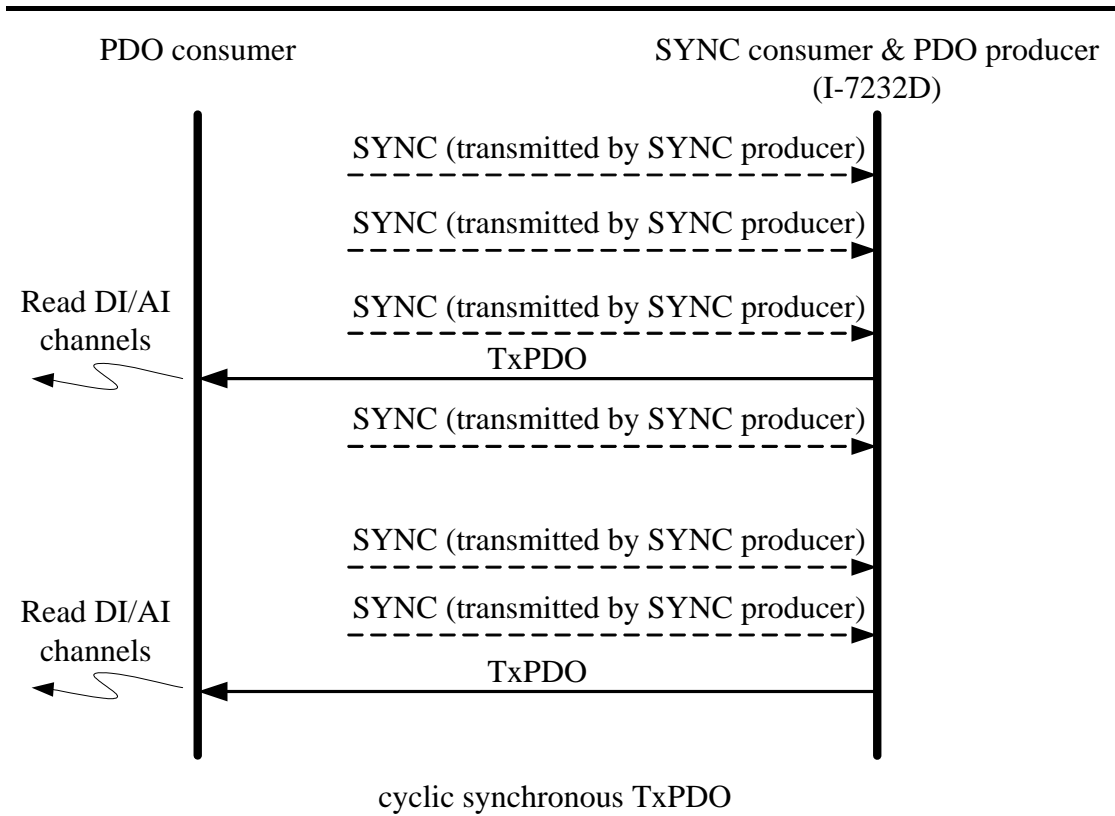 PDO consumer
SYNC consumer & PDO producer
(I-7232D)
SYNC (transmitted by SYNC producer)
SYNC (transmitted by SYNC producer)
SYNC (transmitted by SYNC producer)
Read DI/AI
channels
TxPDO
SYNC (transmitted by SYNC producer)
SYNC (transmitted by SYNC producer)
SYNC (transmitted by SYNC producer)
Read DI/AI
channels
TxPDO
cyclic synchronous TxPDO